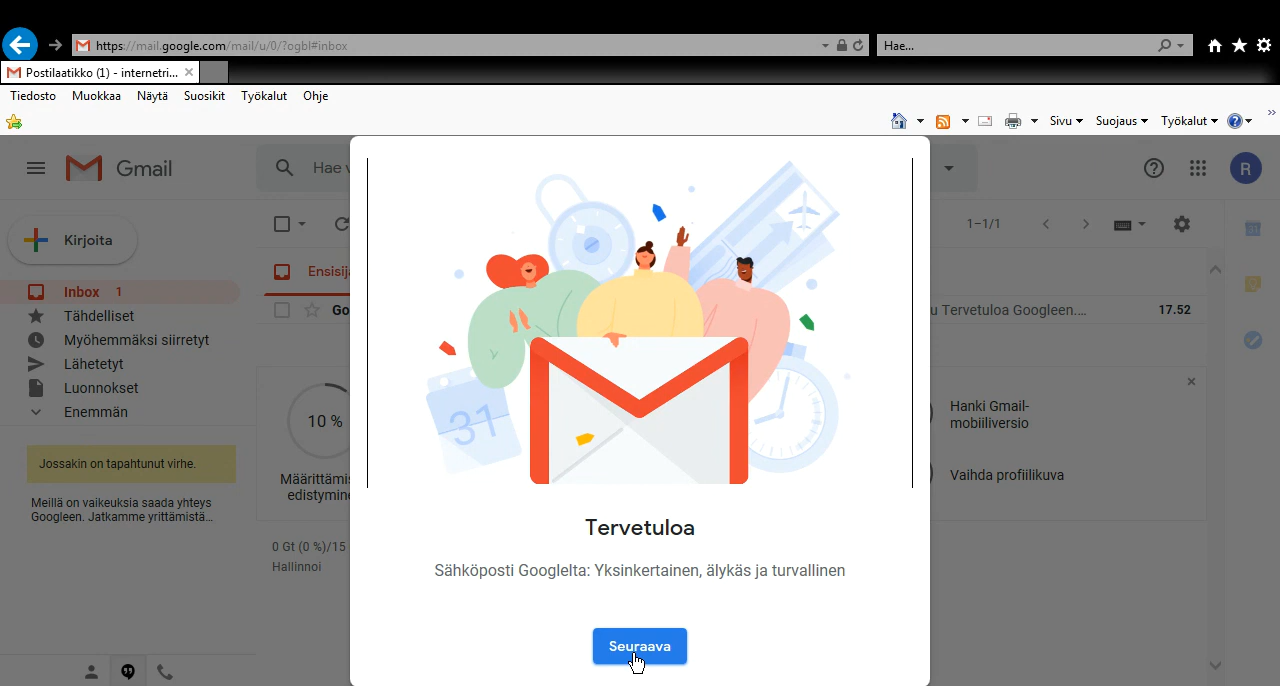 https://mail.google.com/mail/u/0/?ogbl#inbox
Hae...
Postilaatikko (1) - internetri...
Tiedosto Muokkaa Näytä Suosikit Työkalut Ohje
Sivu Suojaus Työkalut
Gmail
Hae v
R
Kirjoita
1–1/1
Ensisija
Inbox 1
Go
u Tervetuloa Googleen....
17.52
Tähdelliset
Myöhemmäksi siirretyt
Lähetetyt
Luonnokset
Enemmän
31
10 %
Hanki Gmail-
mobiiliversio
Jossakin on tapahtunut virhe.
Määrittämis
edistymine
Vaihda profiilikuva
Meillä on vaikeuksia saada yhteys
Googleen. Jatkamme yrittämistä...
Tervetuloa
0 Gt (0 %)/15
Hallinnoi
Sähköposti Googlelta: Yksinkertainen, älykäs ja turvallinen
Seuraava